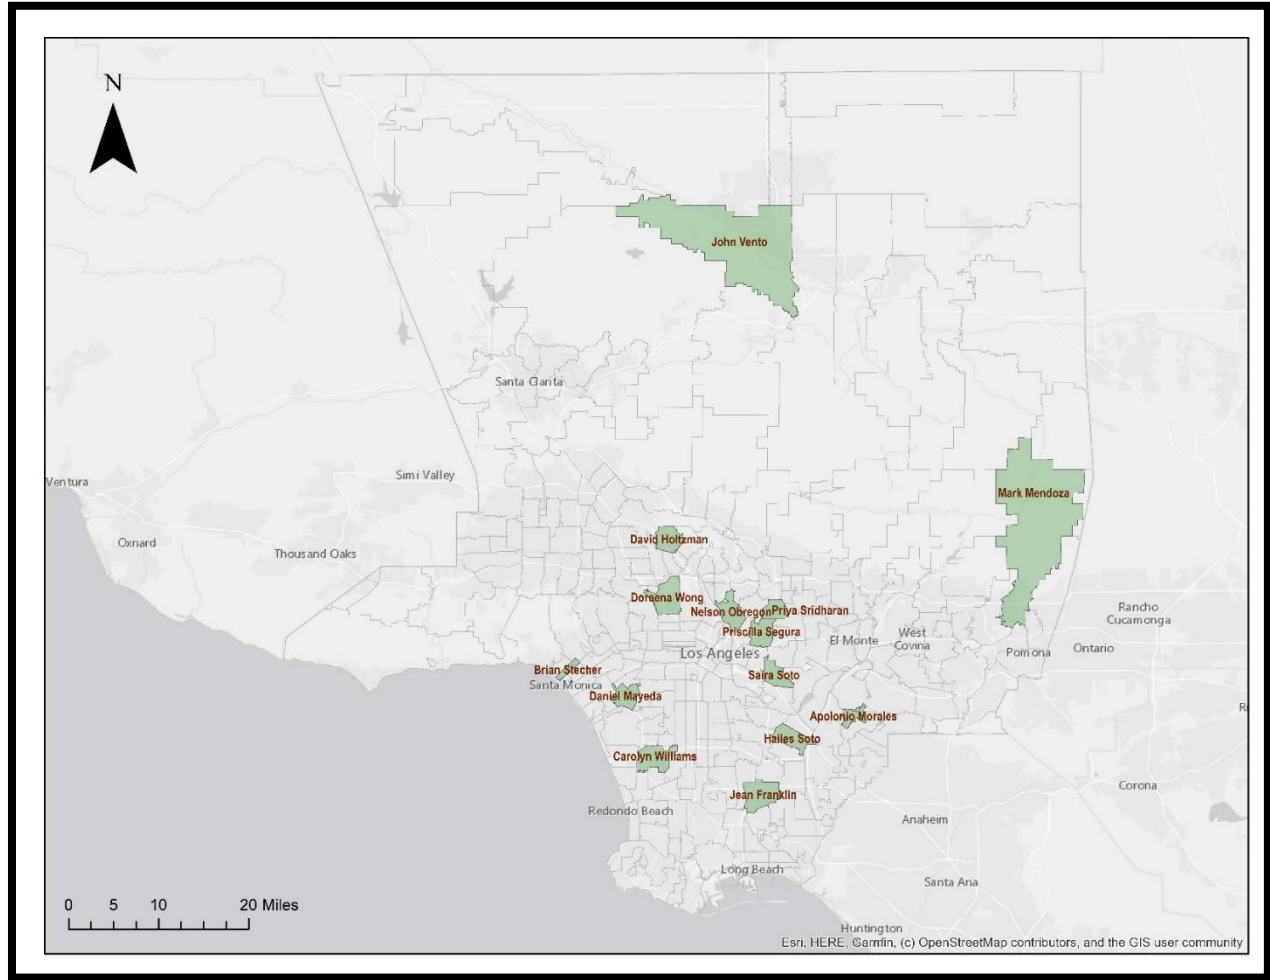 N
John Vento
Santa Clarita
Simi Valley
Ventura
Mark Mendoza
Oxnard
Thousand Oaks
David Holtzman
Doreena Wong
Nelson Obregon
Priya Sridharan
Priscilla Segura
Rancho
Cucamonga
El Monte
West
Covina
Los Angeles
Pomona
Ontario
Brian Stecher
Santa Monica
Saira Soto
Daniel Mayeda
Apolonio Morales
Hailes Soto
Carolyn Williams
Jean Franklin
Corona
Redondo Beach
Anaheim
Long Beach
Santa Ana
0 5 10 20 Miles
Huntington
Esri, HERE, Garmin, (c) OpenStreetMap contributors, and the GIS user community